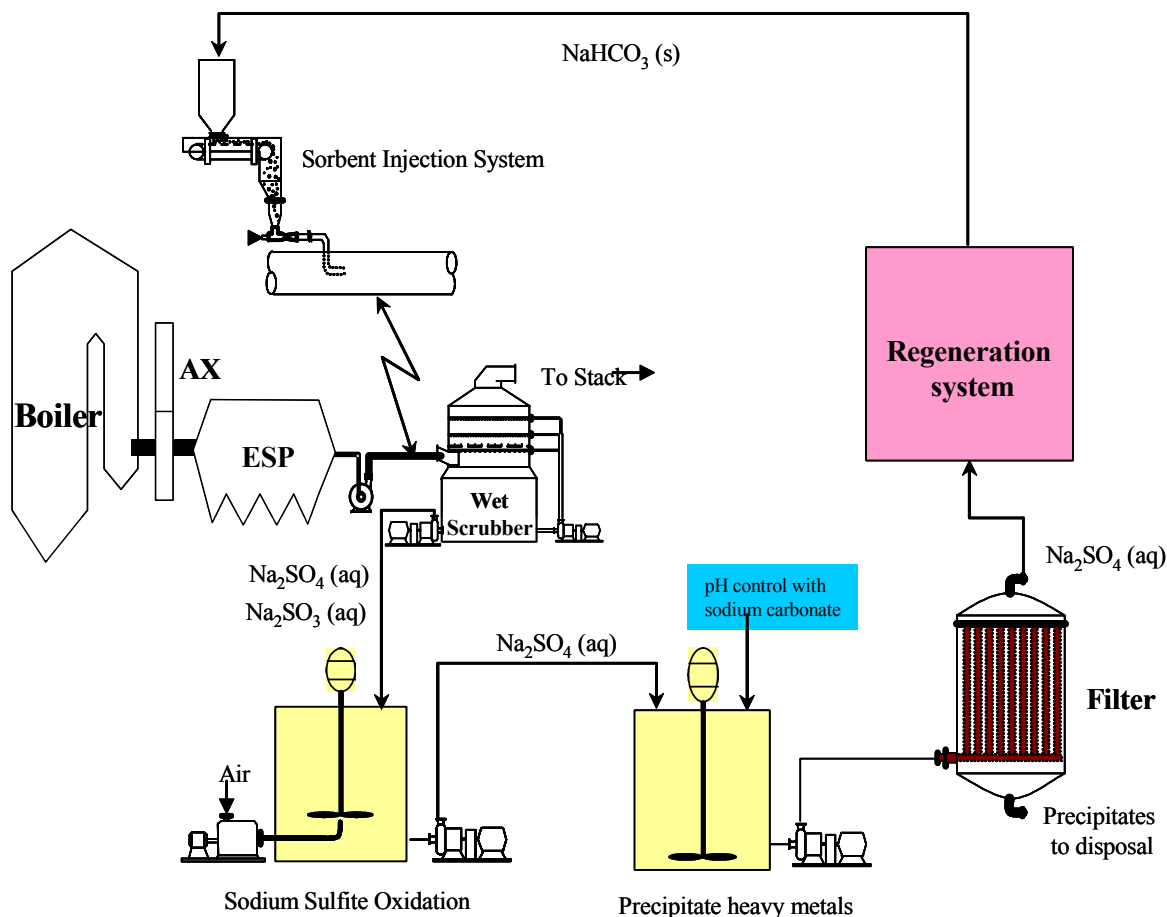 NaHCO₃ (s)
Sorbent Injection System
Regeneration
system
AX
To Stack
Boiler
ESP
Wet
Scrubber
Na₂SO₄ (aq)
Na₂SO₄ (aq)
Na₂SO₃ (aq)
pH control with
sodium carbonate
Na₂SO₄ (aq)
Filter
Air
Precipitates
to disposal
Sodium Sulfite Oxidation
Precipitate heavy metals